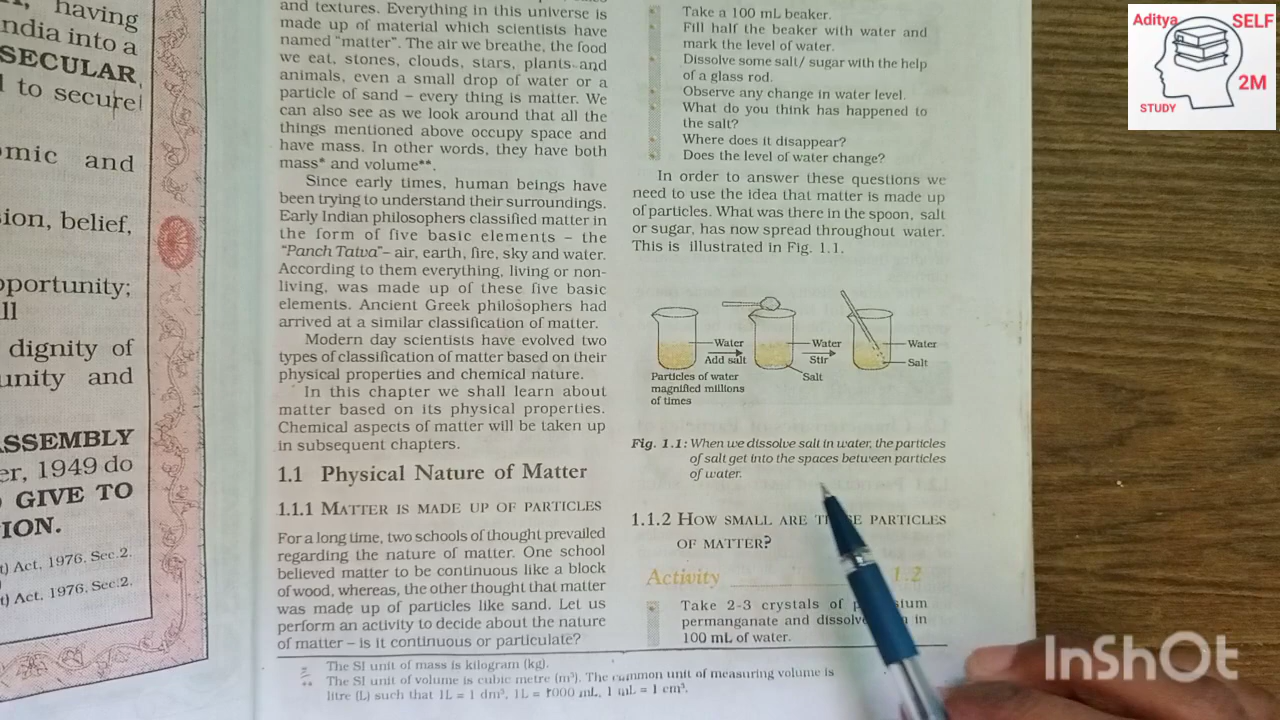 having
ndia into a
SECULAR
to secure
omic and
ion, belief,
pportunity;
ll
dignity of
unity and
ASSEMBLY
er, 1949 do
GIVE TO
ION.
t) Act, 1976, Sec.2.
t) Act, 1976, Sec.2.
and textures. Everything in this universe is
made up of material which scientists have
named "matter". The air we breathe, the food
we eat, stones, clouds, stars, plants and
animals, even a small drop of water or a
particle of sand – every thing is matter. We
can also see as we look around that all the
things mentioned above occupy space and
have mass. In other words, they have both
mass* and volume**.
Since early times, human beings have
been trying to understand their surroundings.
Early Indian philosophers classified matter in
the form of five basic elements – the
"Panch Tatva"– air, earth, fire, sky and water.
According to them everything, living or non-
living, was made up of these five basic
elements. Ancient Greek philosophers had
arrived at a similar classification of matter.
Modern day scientists have evolved two
types of classification of matter based on their
physical properties and chemical nature.
In this chapter we shall learn about
matter based on its physical properties.
Chemical aspects of matter will be taken up
in subsequent chapters.
1.1 Physical Nature of Matter
1.1.1 MATTER IS MADE UP OF PARTICLES
For a long time, two schools of thought prevailed
regarding the nature of matter. One school
believed matter to be continuous like a block
of wood, whereas, the other thought that matter
was made up of particles like sand. Let us
perform an activity to decide about the nature
of matter – is it continuous or particulate?
* The SI unit of mass is kilogram (kg).
** The SI unit of volume is cubic metre (m³). The common unit of measuring volume is
litre (L) such that 1L = 1 dm³, 1L = 1000 mL, 1 mL = 1 cm³.
Take a 100 mL beaker.
Fill half the beaker with water and
mark the level of water.
Dissolve some salt/ sugar with the help
of a glass rod.
Observe any change in water level.
What do you think has happened to
the salt?
Where does it disappear?
Does the level of water change?
In order to answer these questions we
need to use the idea that matter is made up
of particles. What was there in the spoon, salt
or sugar, has now spread throughout water.
This is illustrated in Fig. 1.1.
Water
Add salt
Water
Stir
Water
Salt
Salt
Particles of water
magnified millions
of times
Fig. 1.1: When we dissolve salt in water, the particles
of salt get into the spaces between particles
of water.
1.1.2 HOW SMALL ARE PARTICLES
OF MATTER?
Activity 1.2
Take 2-3 crystals of
permanganate and dissolve in
100 mL of water.
Aditya SELF
2M
STUDY
InShOt